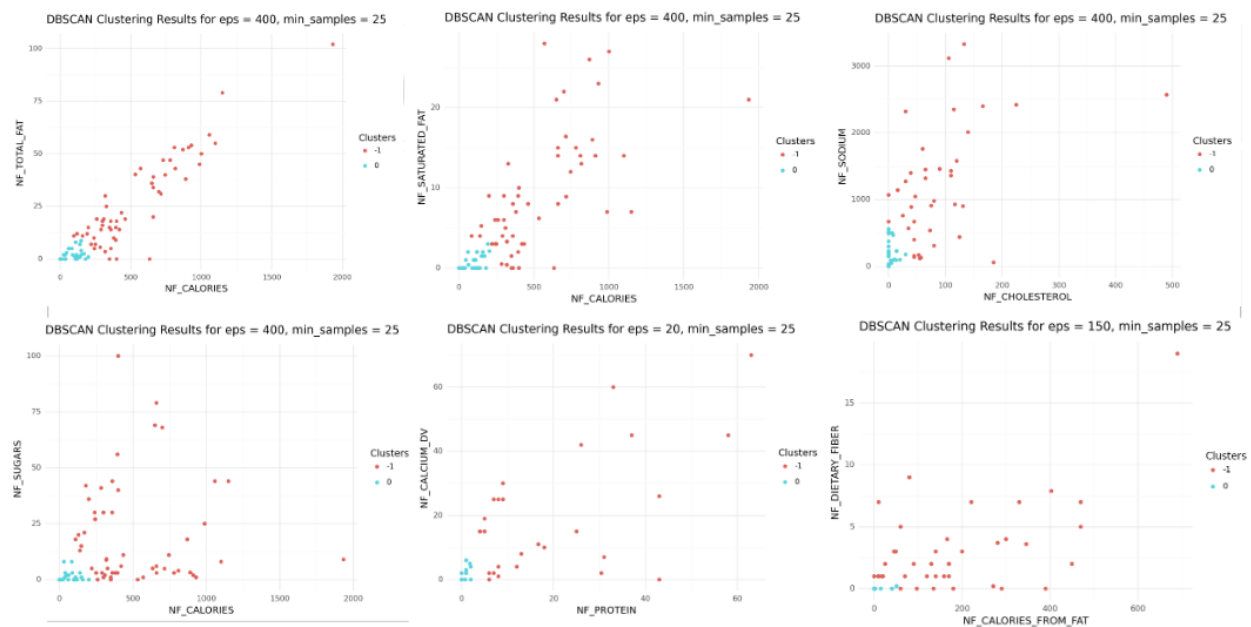 DBSCAN Clustering Results for eps = 400, min_samples = 25
100
75
50
25
0
NF_TOTAL_FAT
0 500 1000 1500 2000
NF_CALORIES
Clusters
-1
0
DBSCAN Clustering Results for eps = 400, min_samples = 25
20
10
0
NF_SATURATED_FAT
0 500 1000 1500 2000
NF_CALORIES
Clusters
-1
0
DBSCAN Clustering Results for eps = 400, min_samples = 25
3000
2000
1000
0
NF_SODIUM
0 100 200 300 400 500
NF_CHOLESTEROL
Clusters
-1
0
DBSCAN Clustering Results for eps = 400, min_samples = 25
100
75
50
25
0
NF_SUGARS
0 500 1000 1500 2000
NF_CALORIES
Clusters
-1
0
DBSCAN Clustering Results for eps = 20, min_samples = 25
60
40
20
0
NF_CALCIUM_DV
0 20 40 60
NF_PROTEIN
Clusters
-1
0
DBSCAN Clustering Results for eps = 150, min_samples = 25
15
10
5
0
NF_DIETARY_FIBER
0 200 400 600
NF_CALORIES_FROM_FAT
Clusters
-1
0